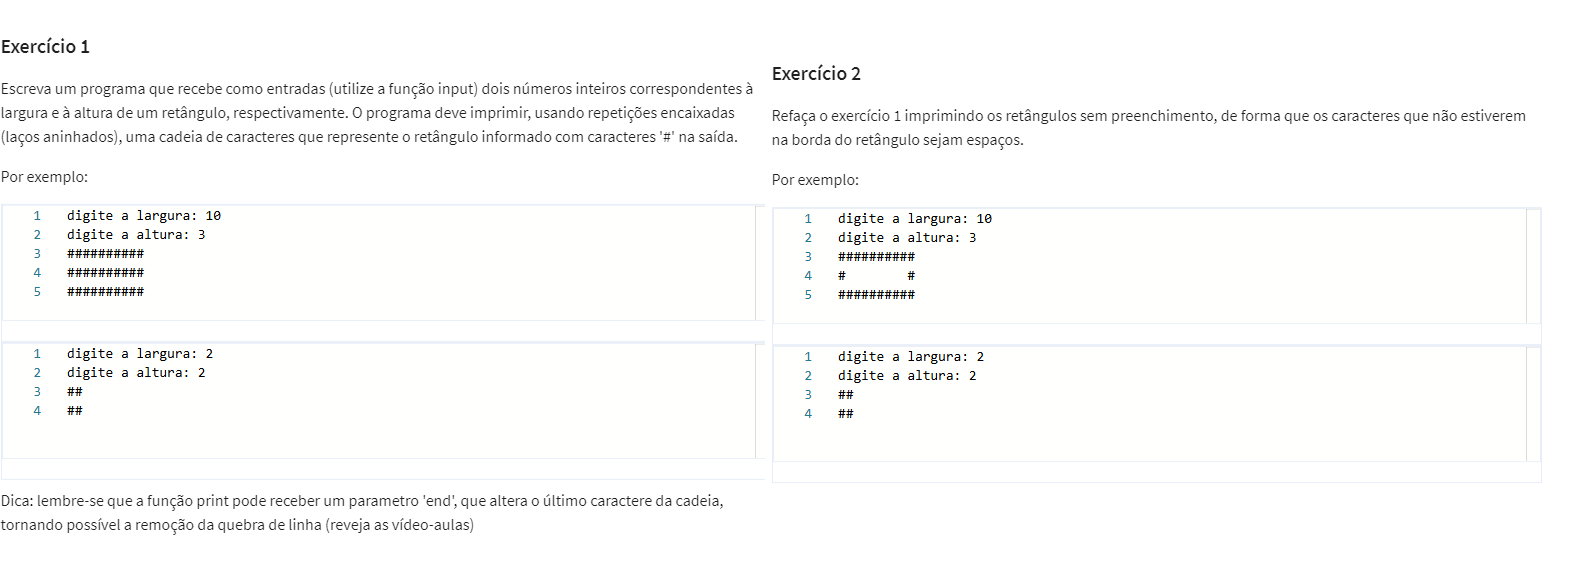 Exercício 1
Escreva um programa que recebe como entradas (utilize a função input) dois números inteiros correspondentes à
largura e à altura de um retângulo, respectivamente. O programa deve imprimir, usando repetições encaixadas
(laços aninhados), uma cadeia de caracteres que represente o retângulo informado com caracteres '#' na saída.
Por exemplo:
1 digite a largura: 10
2 digite a altura: 3
3 ##########
4 ##########
5 ##########
1 digite a largura: 2
2 digite a altura: 2
3 ##
4 ##
Dica: lembre-se que a função print pode receber um parametro 'end', que altera o último caractere da cadeia,
tornando possível a remoção da quebra de linha (reveja as vídeo-aulas)
Exercício 2
Refaça o exercício 1 imprimindo os retângulos sem preenchimento, de forma que os caracteres que não estiverem
na borda do retângulo sejam espaços.
Por exemplo:
1 digite a largura: 10
2 digite a altura: 3
3 ##########
4 #        #
5 ##########
1 digite a largura: 2
2 digite a altura: 2
3 ##
4 ##